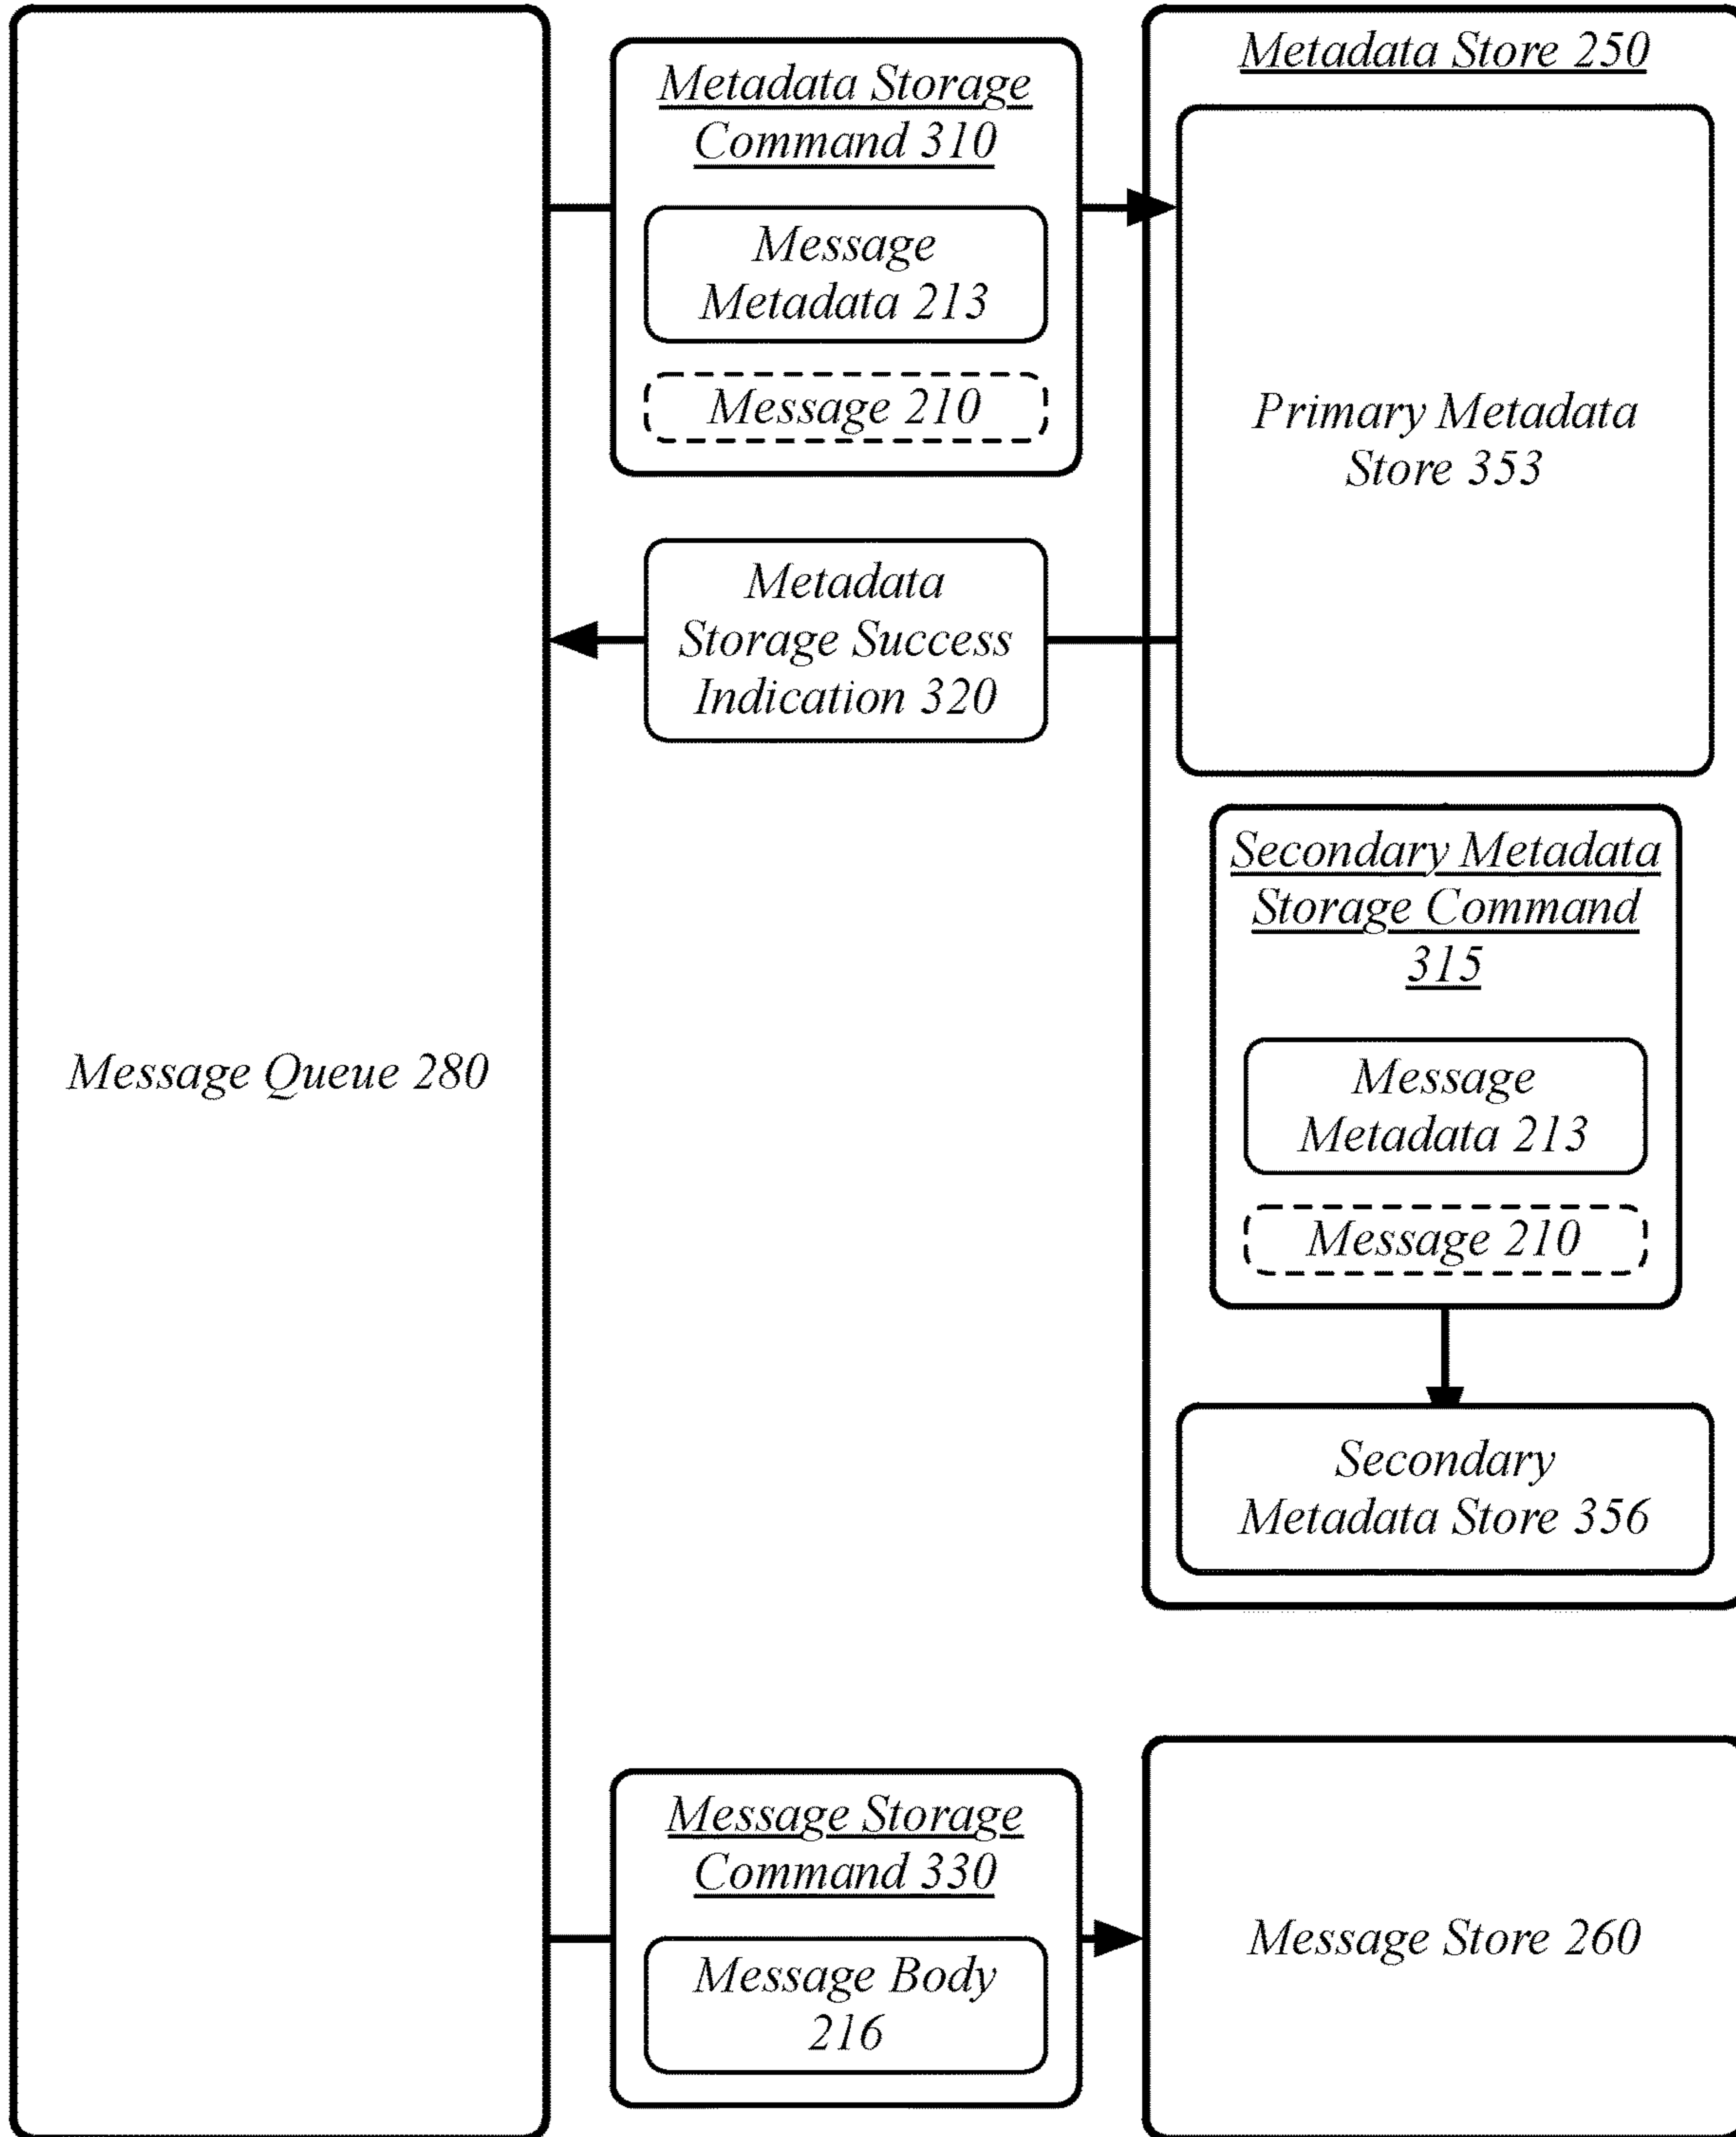 Message Queue 280
Metadata Storage
Command 310
Message
Metadata 213
Message 210
Metadata
Storage Success
Indication 320
Metadata Store 250
Primary Metadata
Store 353
Secondary Metadata
Storage Command
315
Message
Metadata 213
Message 210
Secondary
Metadata Store 356
Message Storage
Command 330
Message Body
216
Message Store 260